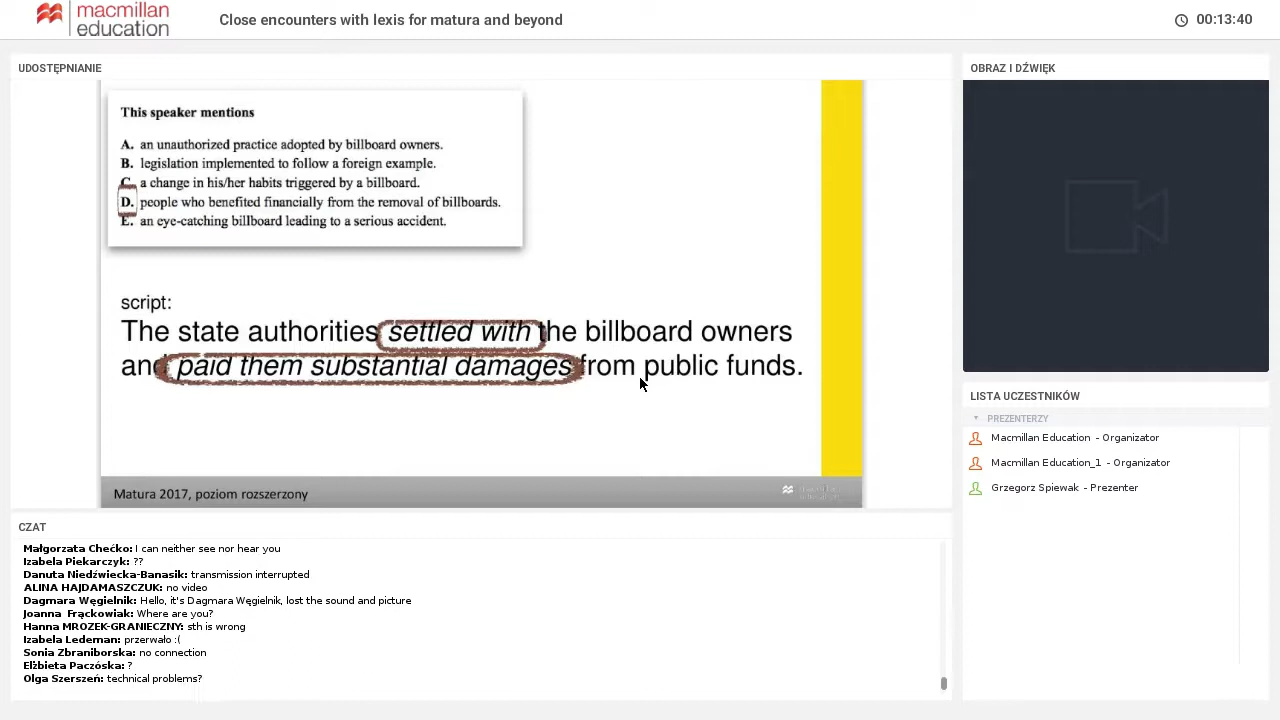 macmillan
education
Close encounters with lexis for matura and beyond
00:13:40
UDOSTĘPNIANIE
This speaker mentions
A. an unauthorized practice adopted by billboard owners.
B. legislation implemented to follow a foreign example.
C. a change in his/her habits triggered by a billboard.
D. people who benefited financially from the removal of billboards.
E. an eye-catching billboard leading to a serious accident.
script:
The state authorities settled with the billboard owners
and paid them substantial damages from public funds.
Matura 2017, poziom rozszerzony
CZAT
Małgorzata Chećko: I can neither see nor hear you
Izabela Piekarczyk: ??
Danuta Niedźwiecka-Banasik: transmission interrupted
ALINA HAJDAMASZCZUK: no video
Dagmara Węgielnik: Hello, it's Dagmara Węgielnik, lost the sound and picture
Joanna Frąckowiak: Where are you?
Hanna MROZEK-GRANIECZNY: sth is wrong
Izabela Ledeman: przerwało :(
Sonia Zbraniborska: no connection
Elżbieta Paczóska: ?
Olga Szerszeń: technical problems?
OBRAZ I DŹWIĘK
LISTA UCZESTNIKÓW
PREZENTERZY
Macmillan Education - Organizator
Macmillan Education_1 - Organizator
Grzegorz Spiewak - Prezenter